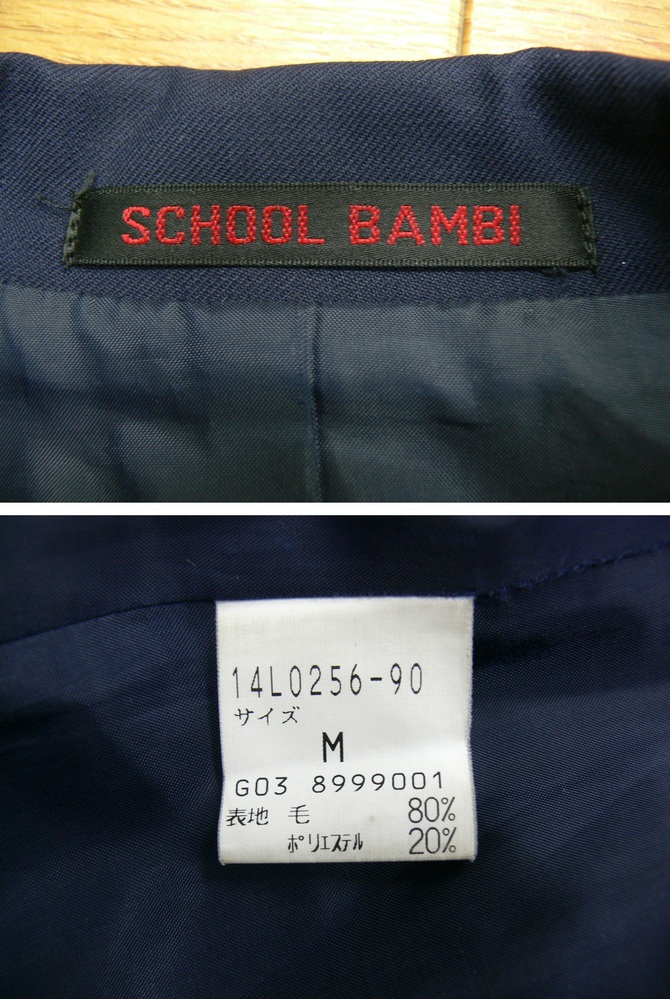 SCHOOL BAMBI
14L0256-90
サイズ
M
G03 8999001
表地 毛 80%
ポリエステル 20%